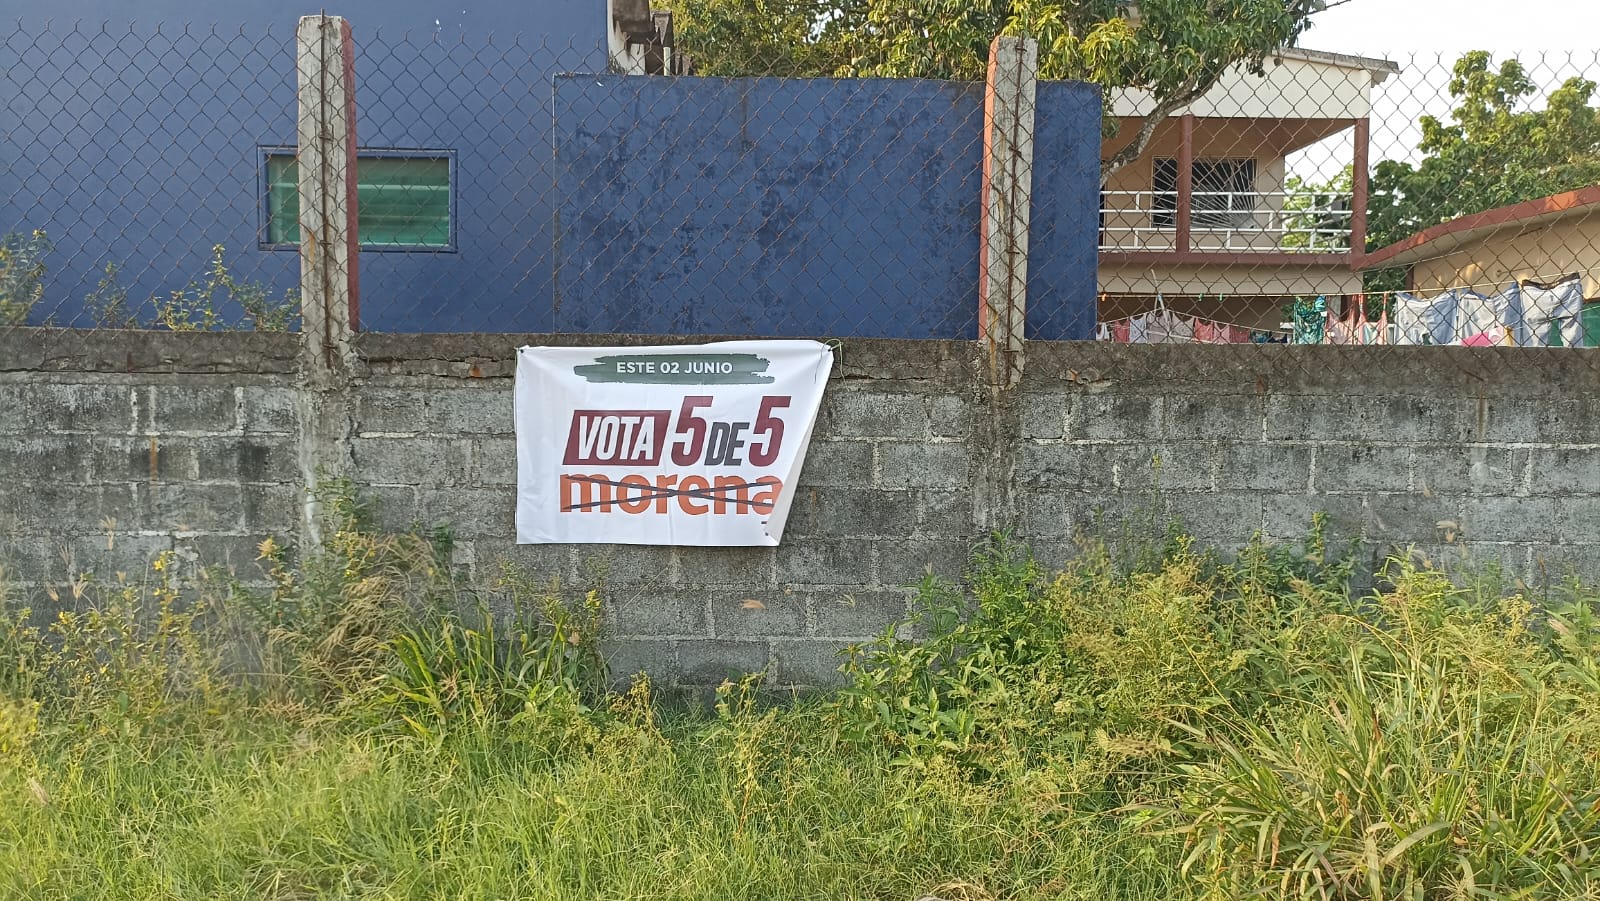 ESTE 02 JUNIO
VOTA 5 DE 5
morena